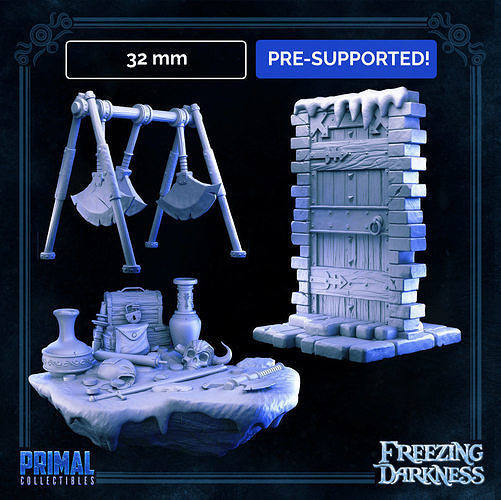 32 mm
PRE-SUPPORTED!
PRIMAL
COLLECTIBLES
FREEZING
DARKNESS